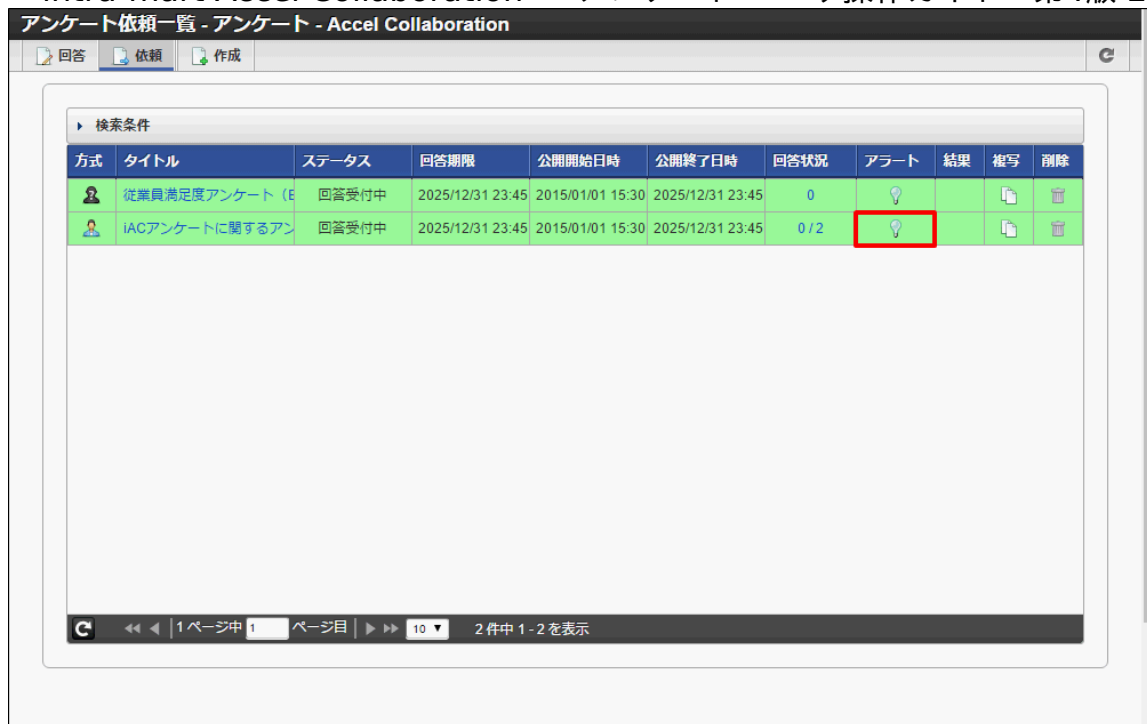 アンケート依頼一覧 - アンケート - Accel Collaboration
回答 依頼 作成
検索条件
方式 タイトル ステータス 回答期限 公開開始日時 公開終了日時 回答状況 アラート 結果 複写 削除
従業員満足度アンケート（E 回答受付中 2025/12/31 23:45 2015/01/01 15:30 2025/12/31 23:45 0
iACアンケートに関するアン 回答受付中 2025/12/31 23:45 2015/01/01 15:30 2025/12/31 23:45 0 / 2
1 ページ中 1 ページ目 10 2 件中 1 - 2 を表示